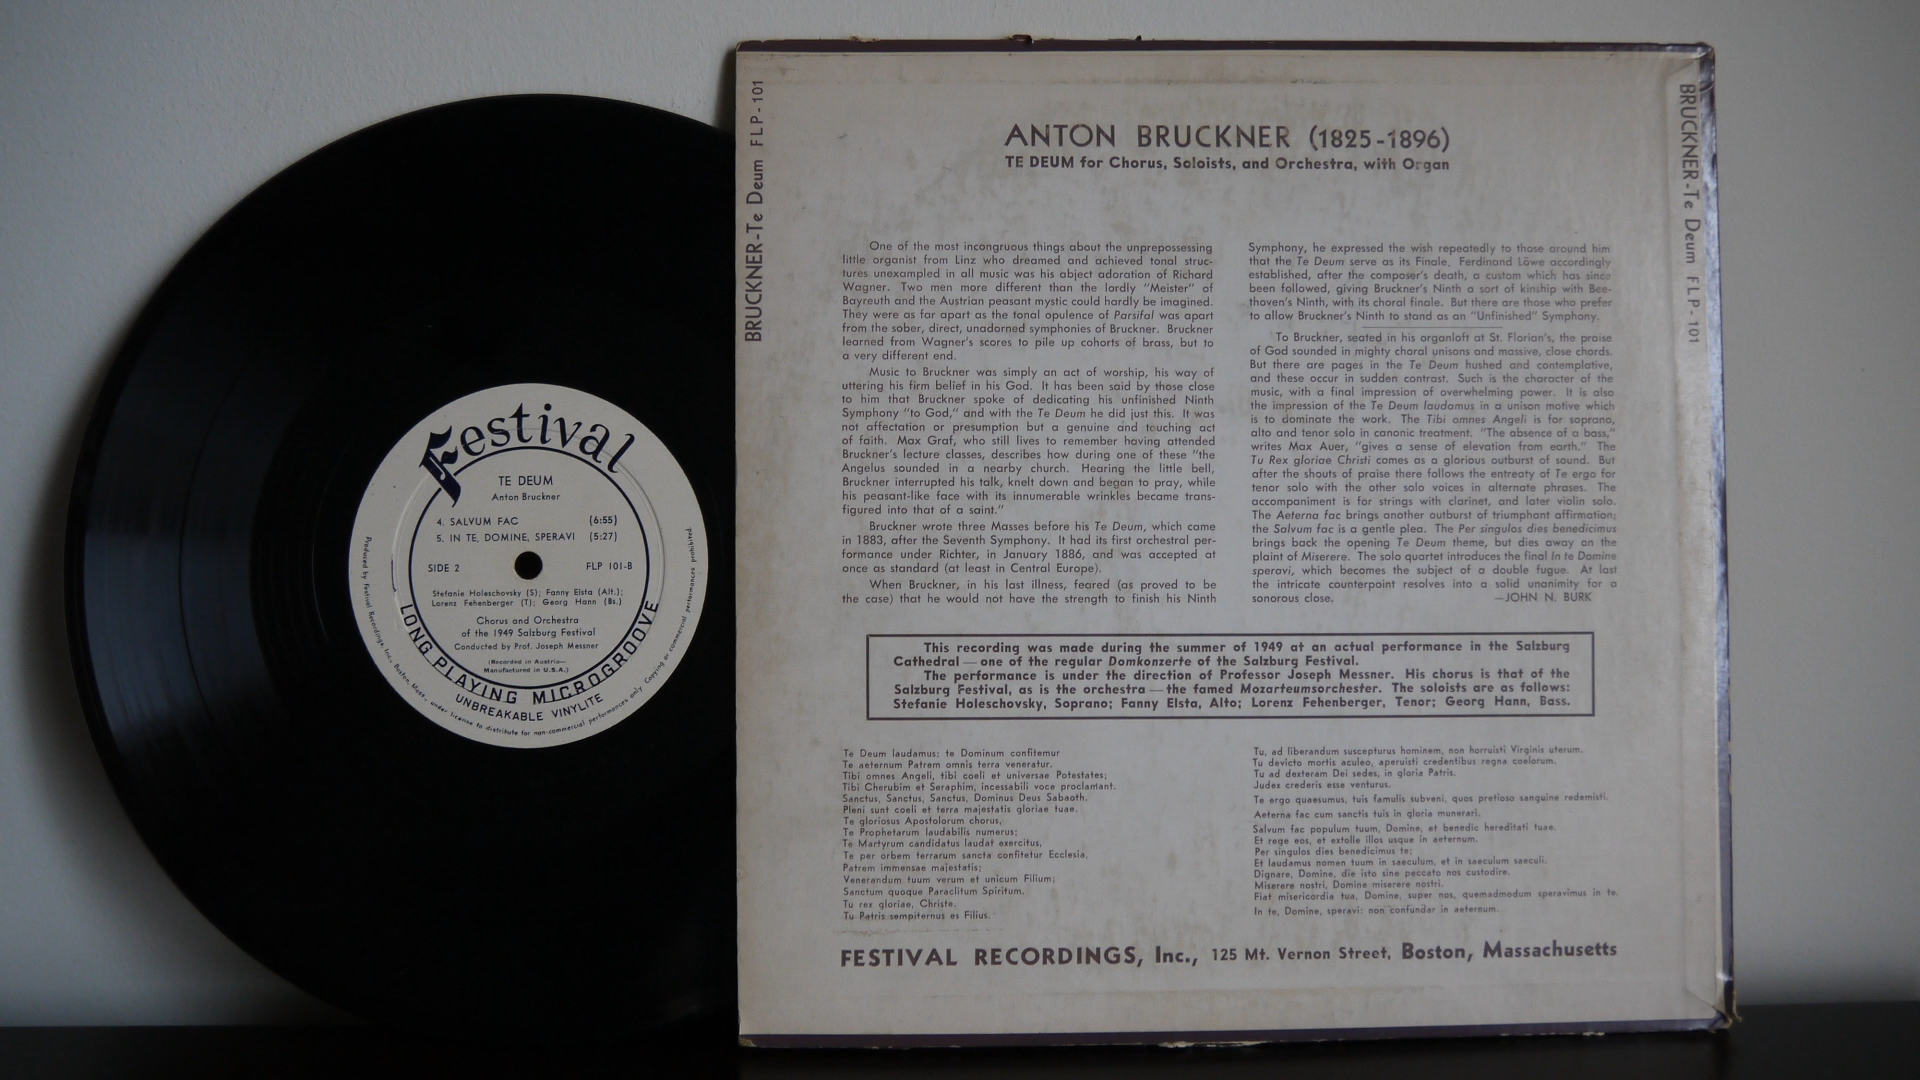 Festival
TE DEUM
Anton Bruckner
4. SALVUM FAC (6:55)
5. IN TE, DOMINE, SPERAVI (5:27)
SIDE 2 FLP 101-B
Stefanie Holeschovsky (S); Fanny Elsta (Alt.);
Lorenz Fehenberger (T); Georg Hann (Bs.)
Chorus and Orchestra
of the 1949 Salzburg Festival
Conducted by Prof. Joseph Messner
(Recorded in Austria—
Manufactured in U.S.A.)
LONG PLAYING MICROGROOVE
UNBREAKABLE VINYLITE
Produced by Festival Recordings, Inc., Boston, Mass., under license to distribute for non-commercial performances only. Copying or commercial performances prohibited.
BRUCKNER-Te Deum FLP-101
ANTON BRUCKNER (1825-1896)
TE DEUM for Chorus, Soloists, and Orchestra, with Organ
One of the most incongruous things about the unprepossessing
little organist from Linz who dreamed and achieved tonal struc-
tures unexampled in all music was his abject adoration of Richard
Wagner. Two men more different than the lordly "Meister" of
Bayreuth and the Austrian peasant mystic could hardly be imagined.
They were as far apart as the tonal opulence of Parsifal was apart
from the sober, direct, unadorned symphonies of Bruckner. Bruckner
learned from Wagner's scores to pile up cohorts of brass, but to
a very different end.
Music to Bruckner was simply an act of worship, his way of
uttering his firm belief in his God. It has been said by those close
to him that Bruckner spoke of dedicating his unfinished Ninth
Symphony "to God," and with the Te Deum he did just this. It was
not affectation or presumption but a genuine and touching act
of faith. Max Graf, who still lives to remember having attended
Bruckner's lecture classes, describes how during one of these "the
Angelus sounded in a nearby church. Hearing the little bell,
Bruckner interrupted his talk, knelt down and began to pray, while
his peasant-like face with its innumerable wrinkles became trans-
figured into that of a saint."
Bruckner wrote three Masses before his Te Deum, which came
in 1883, after the Seventh Symphony. It had its first orchestral per-
formance under Richter, in January 1886, and was accepted at
once as standard (at least in Central Europe).
When Bruckner, in his last illness, feared (as proved to be
the case) that he would not have the strength to finish his Ninth
Symphony, he expressed the wish repeatedly to those around him
that the Te Deum serve as its Finale. Ferdinand Löwe accordingly
established, after the composer's death, a custom which has since
been followed, giving Bruckner's Ninth a sort of kinship with Bee-
thoven's Ninth, with its choral finale. But there are those who prefer
to allow Bruckner's Ninth to stand as an "Unfinished" Symphony.
To Bruckner, seated in his organloft at St. Florian's, the praise
of God sounded in mighty choral unisons and massive, close chords.
But there are pages in the Te Deum hushed and contemplative,
and these occur in sudden contrast. Such is the character of the
music, with a final impression of overwhelming power. It is also
the impression of the Te Deum laudamus in a unison motive which
is to dominate the work. The Tibi omnes Angeli is for soprano,
alto and tenor solo in canonic treatment. "The absence of a bass,"
writes Max Auer, "gives a sense of elevation from earth." The
Tu Rex gloriae Christi comes as a glorious outburst of sound. But
after the shouts of praise there follows the entreaty of Te ergo for
tenor solo with the other solo voices in alternate phrases. The
accompaniment is for strings with clarinet, and later violin solo.
The Aeterna fac brings another outburst of triumphant affirmation;
the Salvum fac is a gentle plea. The Per singulos dies benedicimus
brings back the opening Te Deum theme, but dies away on the
plaint of Miserere. The solo quartet introduces the final In te Domine
speravi, which becomes the subject of a double fugue. At last
the intricate counterpoint resolves into a solid unanimity for a
sonorous close. —JOHN N. BURK
This recording was made during the summer of 1949 at an actual performance in the Salzburg
Cathedral — one of the regular Domkonzerte of the Salzburg Festival.
The performance is under the direction of Professor Joseph Messner. His chorus is that of the
Salzburg Festival, as is the orchestra — the famed Mozarteumsorchester. The soloists are as follows:
Stefanie Holeschovsky, Soprano; Fanny Elsta, Alto; Lorenz Fehenberger, Tenor; Georg Hann, Bass.
Te Deum laudamus: te Dominum confitemur
Te aeternum Patrem omnis terra veneratur.
Tibi omnes Angeli, tibi coeli et universae Potestates;
Tibi Cherubim et Seraphim, incessabili voce proclamant.
Sanctus, Sanctus, Sanctus, Dominus Deus Sabaoth.
Pleni sunt coeli et terra majestatis gloriae tuae.
Te gloriosus Apostolorum chorus,
Te Prophetarum laudabilis numerus;
Te Martyrum candidatus laudat exercitus,
Te per orbem terrarum sancta confitetur Ecclesia,
Patrem immensae majestatis;
Venerandum tuum verum et unicum Filium;
Sanctum quoque Paraclitum Spiritum.
Tu rex gloriae, Christe.
Tu Patris sempiternus es Filius.
Tu, ad liberandum suscepturus hominem, non horruisti Virginis uterum.
Tu devicto mortis aculeo, aperuisti credentibus regna coelorum.
Tu ad dexteram Dei sedes, in gloria Patris.
Judex crederis esse venturus.
Te ergo quaesumus, tuis famulis subveni, quos pretioso sanguine redemisti.
Aeterna fac cum sanctis tuis in gloria munerari.
Salvum fac populum tuum, Domine, et benedic hereditati tuae.
Et rege eos, et extolle illos usque in aeternum.
Per singulos dies benedicimus te;
Et laudamus nomen tuum in saeculum, et in saeculum saeculi.
Dignare, Domine, die isto sine peccato nos custodire.
Miserere nostri, Domine miserere nostri.
Fiat misericordia tua, Domine, super nos, quemadmodum speravimus in te.
In te, Domine, speravi: non confundar in aeternum.
FESTIVAL RECORDINGS, Inc., 125 Mt. Vernon Street, Boston, Massachusetts
BRUCKNER-Te Deum FLP-101